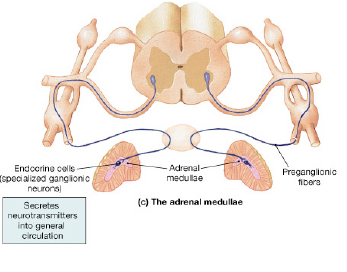 Endocrine cells
(specialized ganglionic
neurons)
Adrenal
medullae
Preganglionic
fibers
(c) The adrenal medullae
Secretes
neurotransmitters
into general
circulation